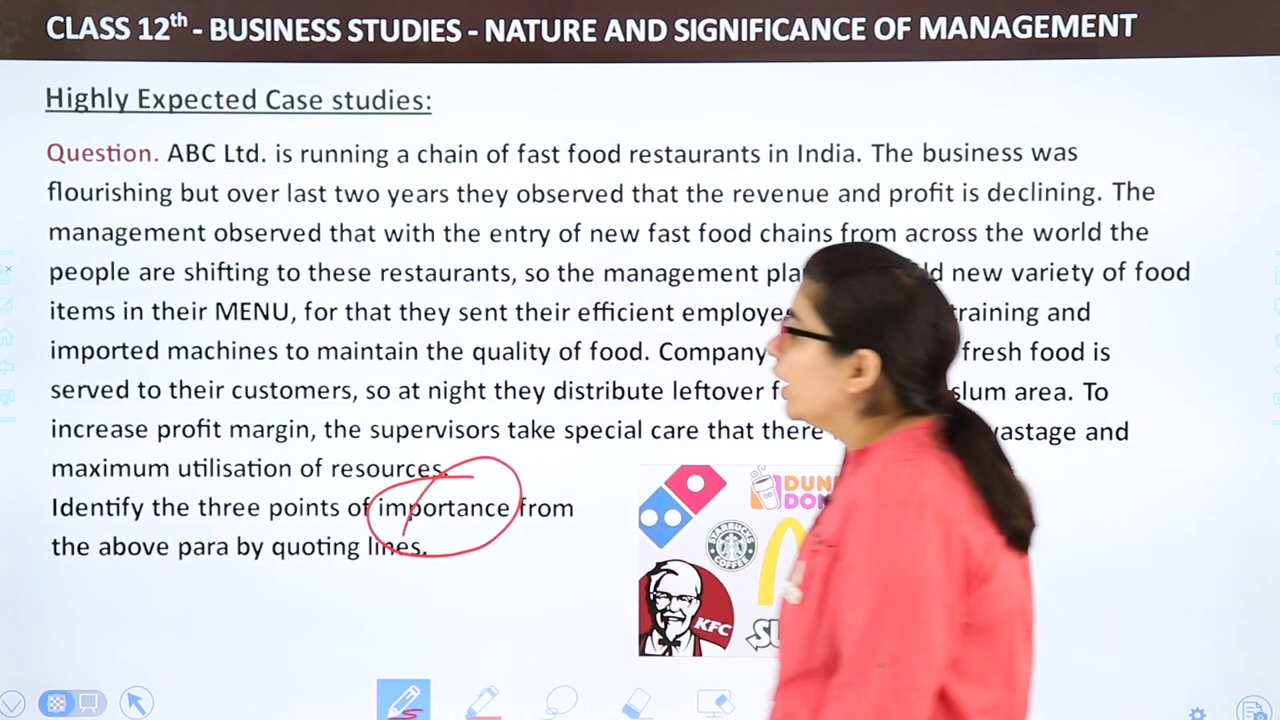 CLASS 12th - BUSINESS STUDIES - NATURE AND SIGNIFICANCE OF MANAGEMENT
Highly Expected Case studies:
Question. ABC Ltd. is running a chain of fast food restaurants in India. The business was
flourishing but over last two years they observed that the revenue and profit is declining. The
management observed that with the entry of new fast food chains from across the world the
people are shifting to these restaurants, so the management new variety of food
items in their MENU, for that they sent their efficient training and
imported machines to maintain the quality of food. Company fresh food is
served to their customers, so at night they distribute leftover slum area. To
increase profit margin, the supervisors take special care that there and
maximum utilisation of resources.
Identify the three points of importance from
the above para by quoting lines.
STARBUCKS
COFFEE
KFC